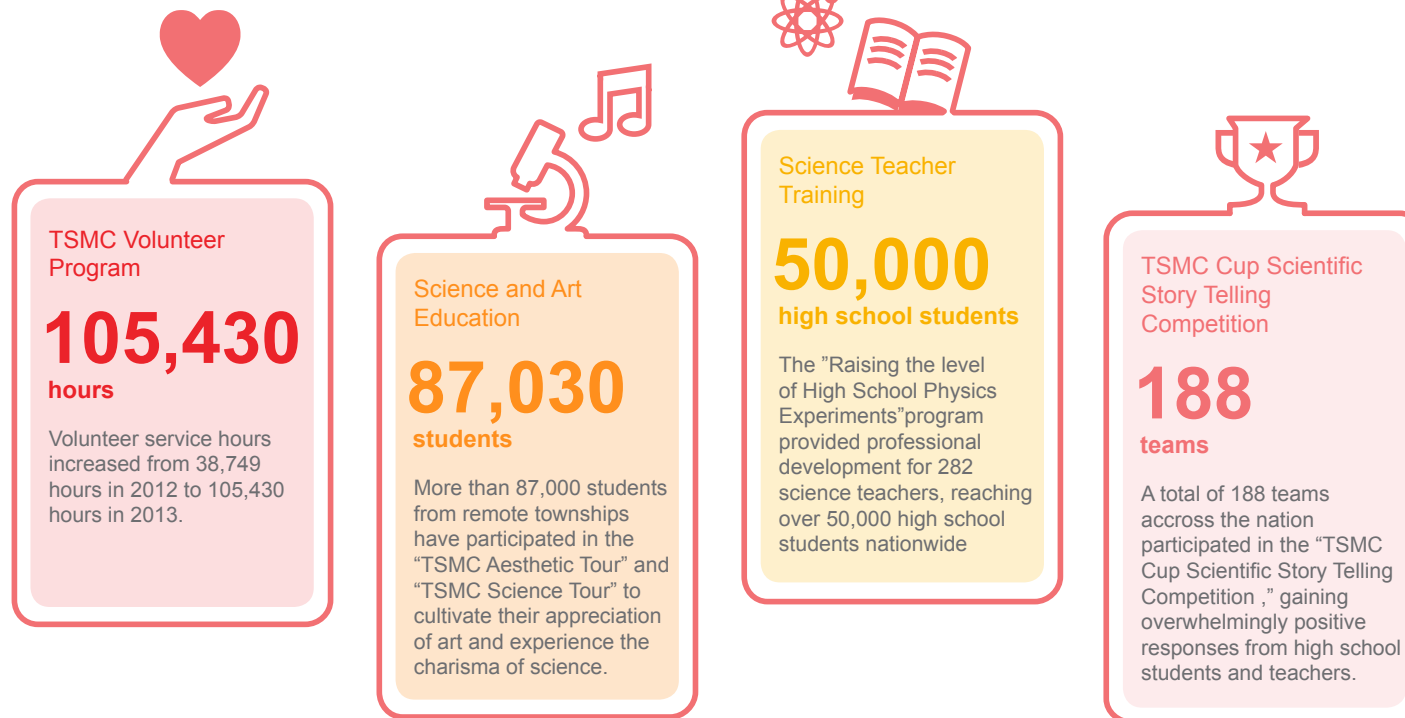 TSMC Volunteer
Program
105,430
hours
Volunteer service hours
increased from 38,749
hours in 2012 to 105,430
hours in 2013.
Science and Art
Education
87,030
students
More than 87,000 students
from remote townships
have participated in the
“TSMC Aesthetic Tour” and
“TSMC Science Tour” to
cultivate their appreciation
of art and experience the
charisma of science.
Science Teacher
Training
50,000
high school students
The ”Raising the level
of High School Physics
Experiments”program
provided professional
development for 282
science teachers, reaching
over 50,000 high school
students nationwide
TSMC Cup Scientific
Story Telling
Competition
188
teams
A total of 188 teams
accross the nation
participated in the “TSMC
Cup Scientific Story Telling
Competition ,” gaining
overwhelmingly positive
responses from high school
students and teachers.